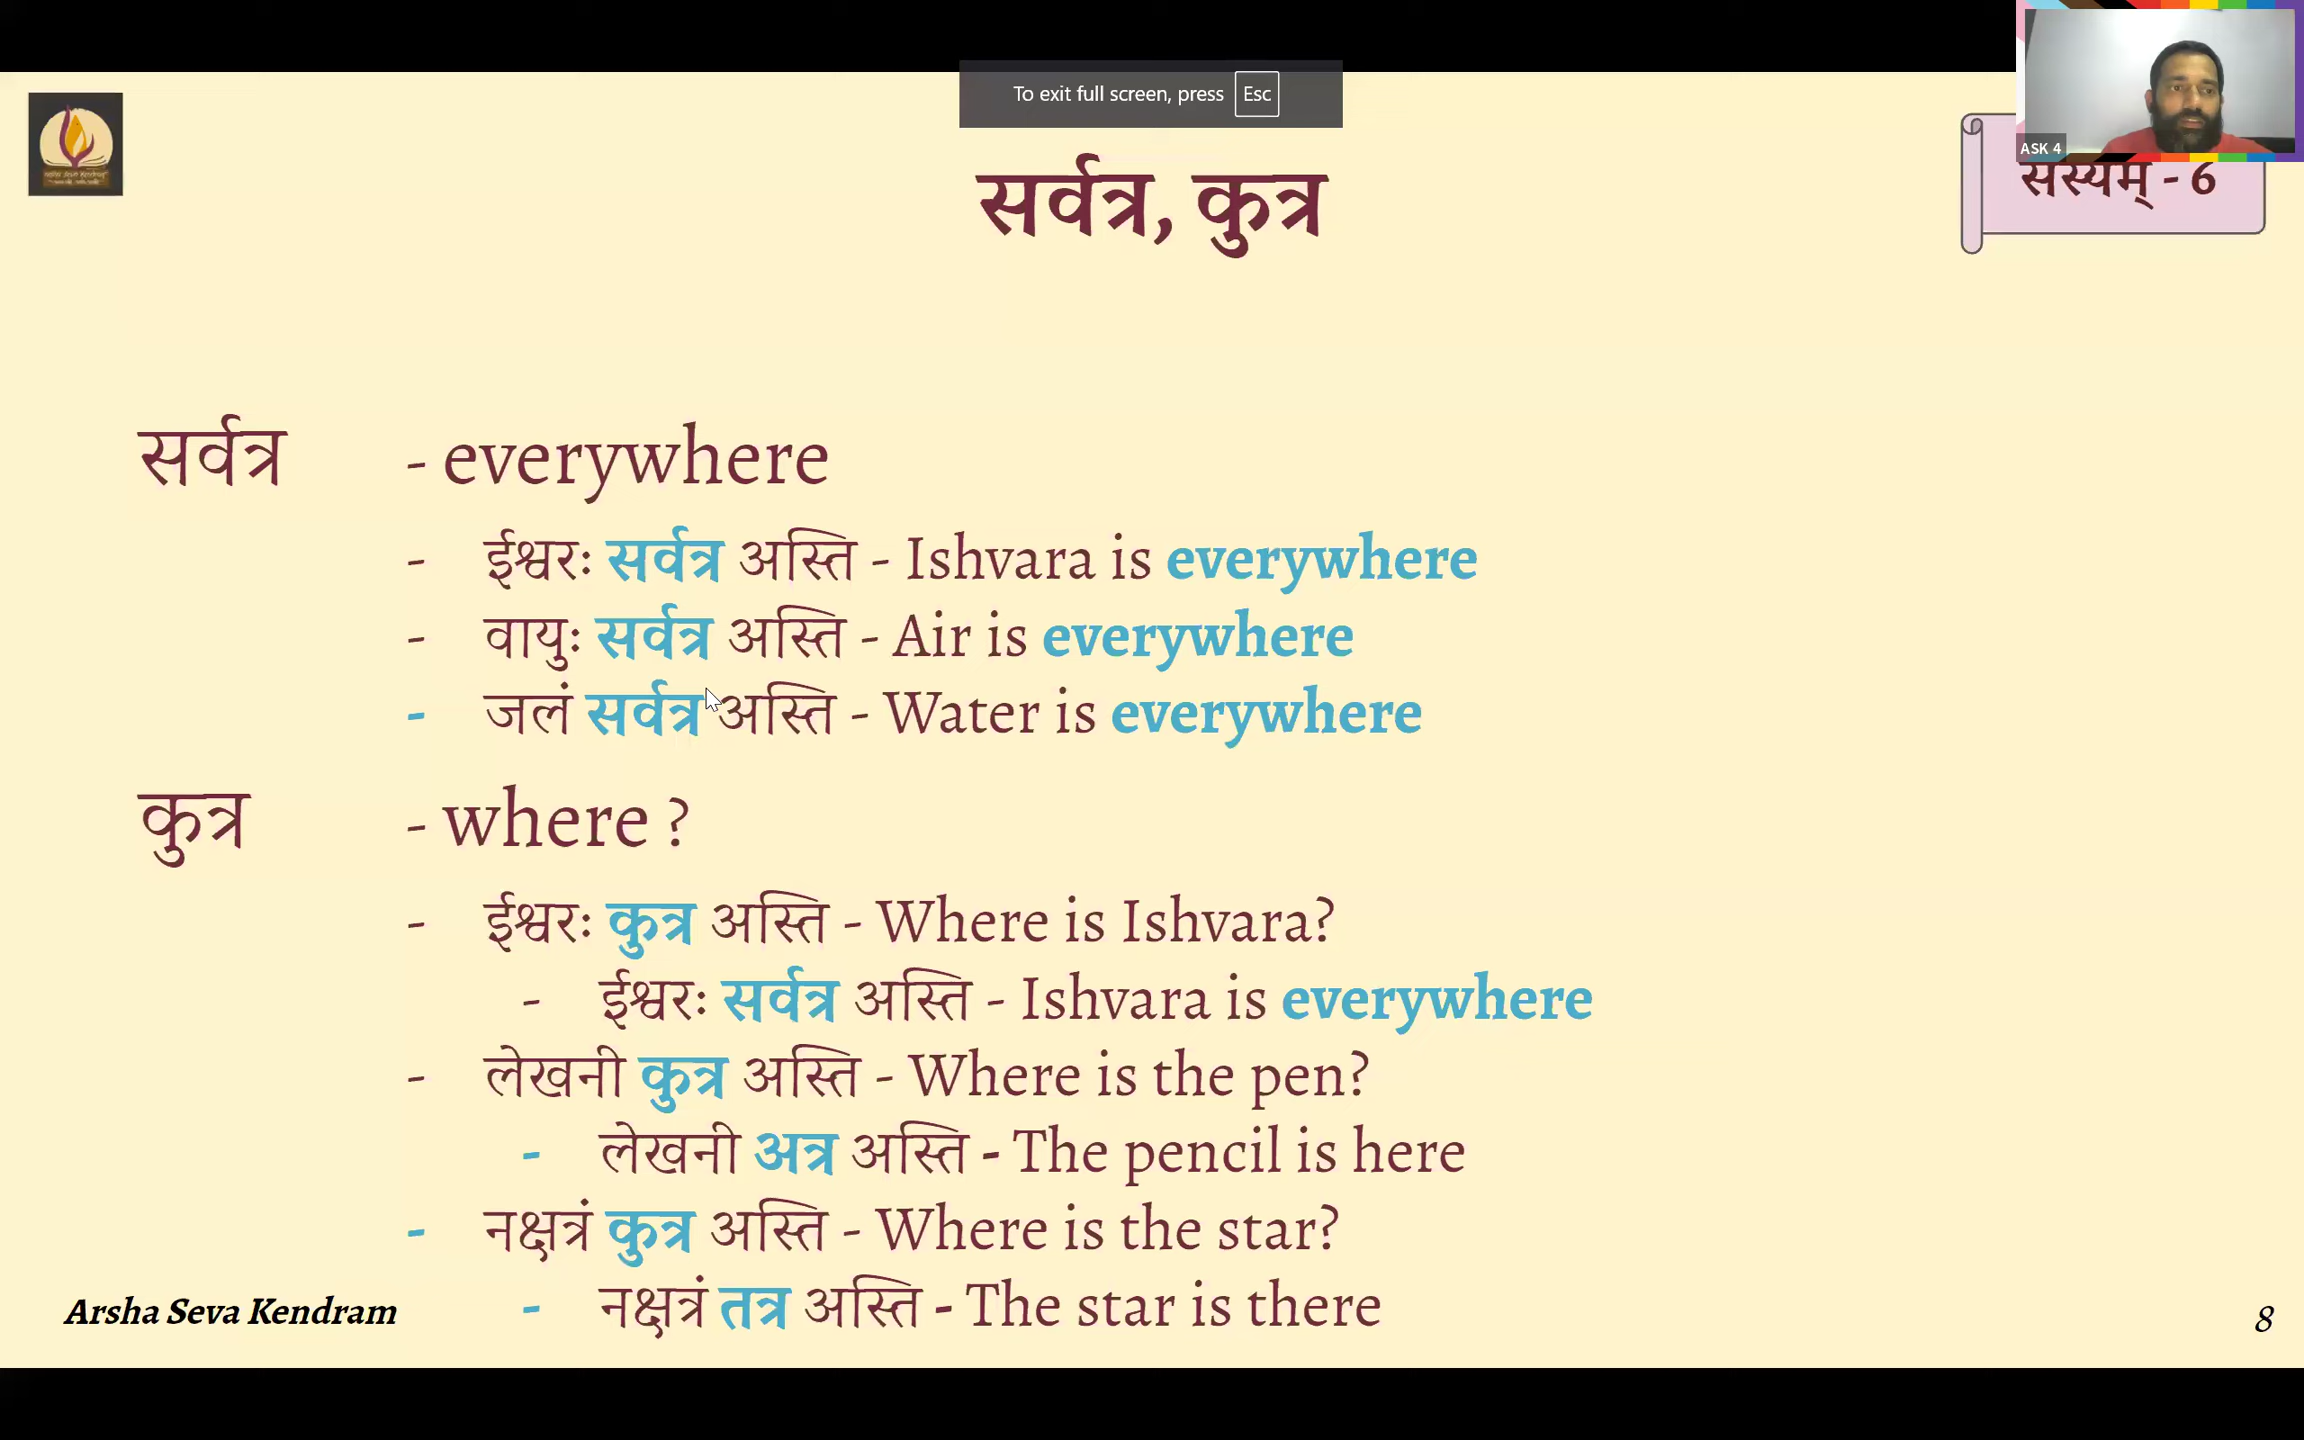 To exit full screen, press Esc
ASK 4
सस्यम् - 6
सर्वत्र, कुत्र
सर्वत्र - everywhere
- ईश्वरः सर्वत्र अस्ति - Ishvara is everywhere
- वायुः सर्वत्र अस्ति - Air is everywhere
- जलं सर्वत्र अस्ति - Water is everywhere
कुत्र - where ?
- ईश्वरः कुत्र अस्ति - Where is Ishvara?
- ईश्वरः सर्वत्र अस्ति - Ishvara is everywhere
- लेखनी कुत्र अस्ति - Where is the pen?
- लेखनी अत्र अस्ति - The pencil is here
- नक्षत्रं कुत्र अस्ति - Where is the star?
- नक्षत्रं तत्र अस्ति - The star is there
Arsha Seva Kendram
8